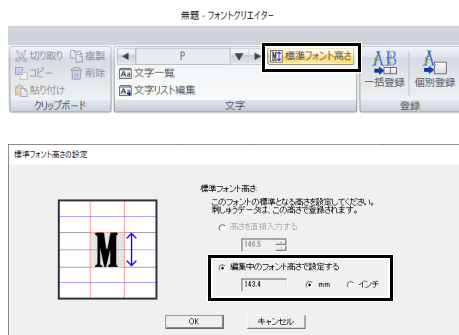 無題 - フォントクリエイター
切り取り 複製
コピー 削除
貼り付け
クリップボード
P
標準フォント高さ
文字一覧
文字リスト編集
文字
一括登録 個別登録
登録
標準フォント高さの設定
標準フォント高さ
このフォントの標準となる高さを設定してください。
刺しゅうデータは、この高さで登録されます。
高さを直接入力する
146.5
編集中のフォント高さで設定する
143.4 mm インチ
M
OK キャンセル